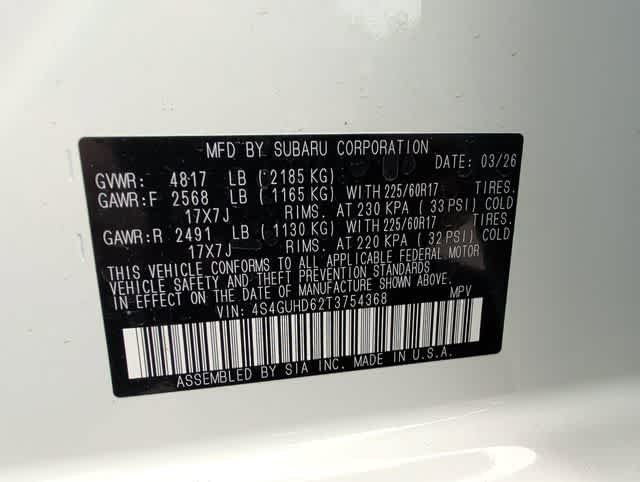 MFD BY SUBARU CORPORATION
DATE: 03/26
GVWR: 4817 LB (2185 KG)
GAWR:F 2568 LB (1165 KG) WITH 225/60R17 TIRES.
17X7J RIMS. AT 230 KPA (33 PSI) COLD
GAWR:R 2491 LB (1130 KG) WITH 225/60R17 TIRES.
17X7J RIMS. AT 220 KPA (32 PSI) COLD
THIS VEHICLE CONFORMS TO ALL APPLICABLE FEDERAL MOTOR
VEHICLE SAFETY AND THEFT PREVENTION STANDARDS
IN EFFECT ON THE DATE OF MANUFACTURE SHOWN ABOVE.
VIN: 4S4GUHD62T3754368 MPV
ASSEMBLED BY SIA INC. MADE IN U.S.A.